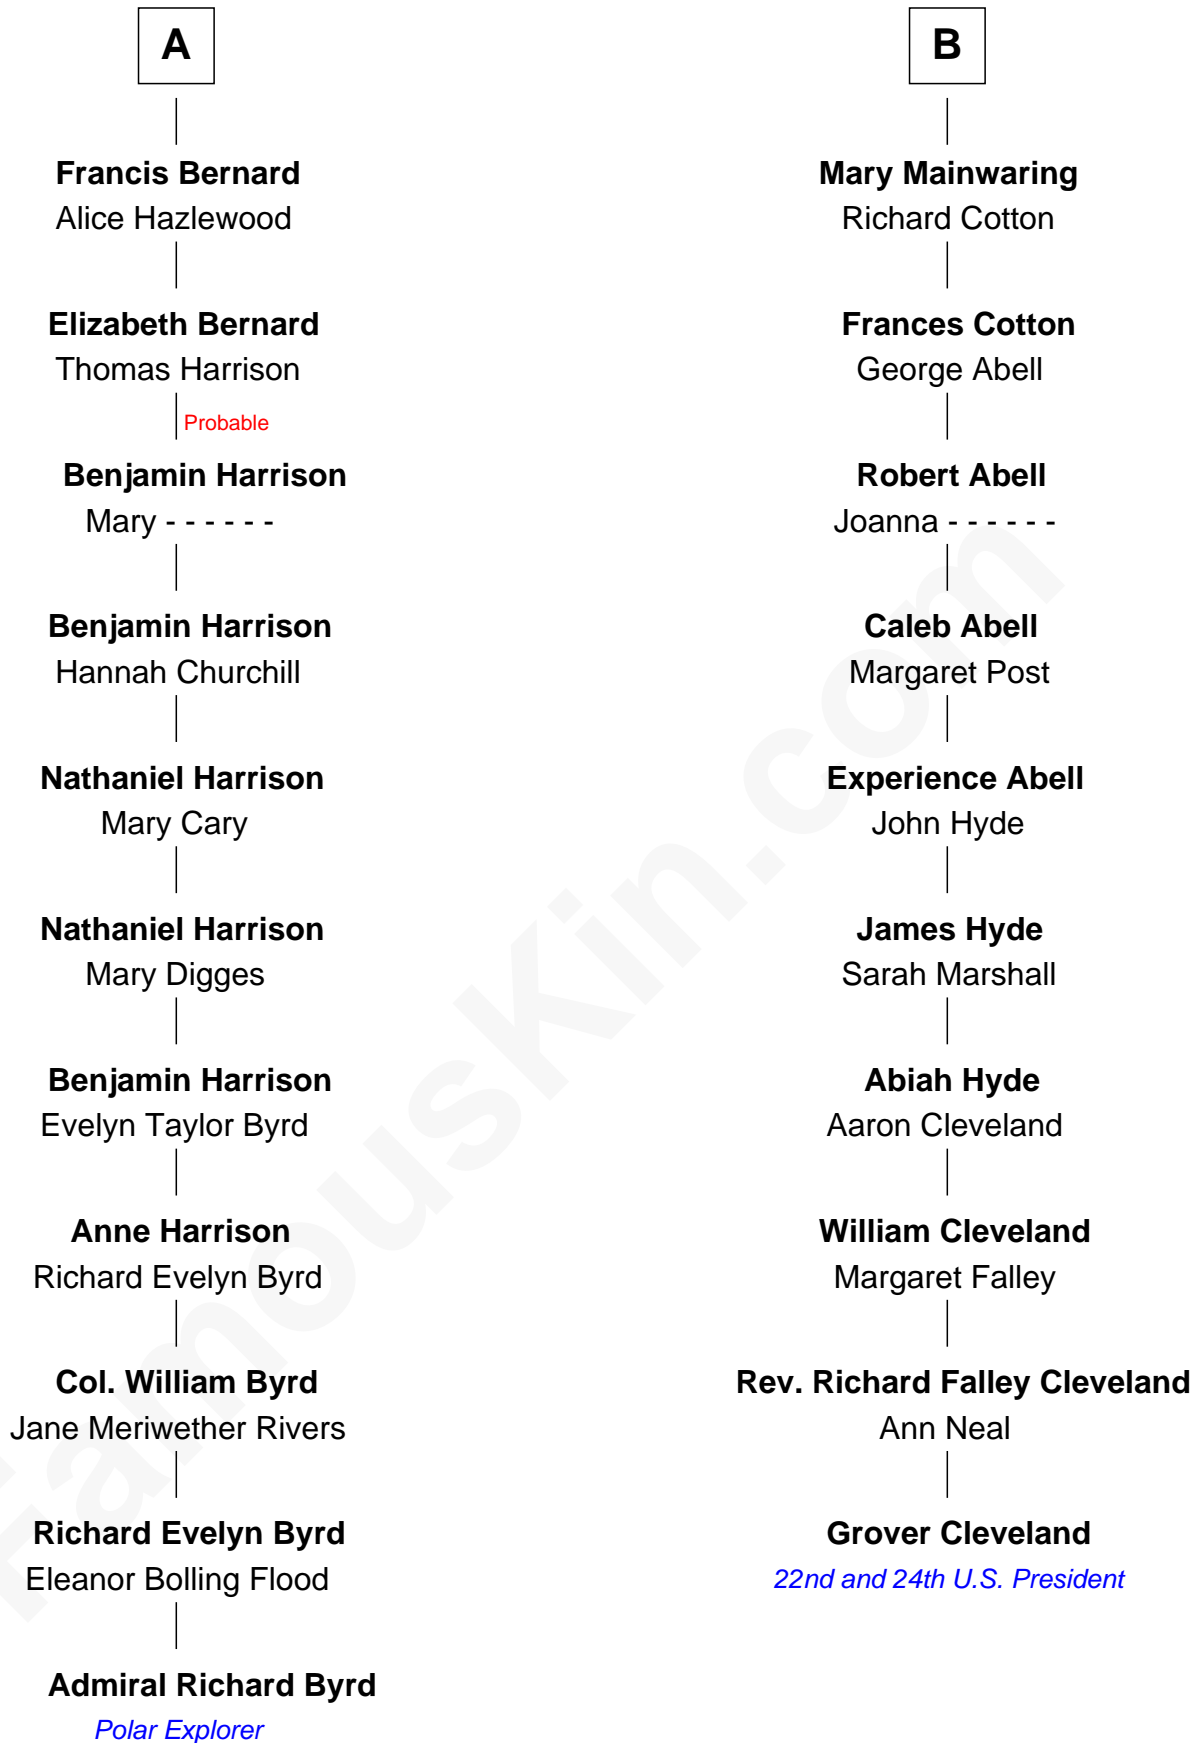 A
Francis Bernard
Alice Hazlewood
Elizabeth Bernard
Thomas Harrison
Probable
Benjamin Harrison
Mary - - - - - -
Benjamin Harrison
Hannah Churchill
Nathaniel Harrison
Mary Cary
Nathaniel Harrison
Mary Digges
Benjamin Harrison
Evelyn Taylor Byrd
Anne Harrison
Richard Evelyn Byrd
Col. William Byrd
Jane Meriwether Rivers
Richard Evelyn Byrd
Eleanor Bolling Flood
Admiral Richard Byrd
Polar Explorer
B
Mary Mainwaring
Richard Cotton
Frances Cotton
George Abell
Robert Abell
Joanna - - - - - -
Caleb Abell
Margaret Post
Experience Abell
John Hyde
James Hyde
Sarah Marshall
Abiah Hyde
Aaron Cleveland
William Cleveland
Margaret Falley
Rev. Richard Falley Cleveland
Ann Neal
Grover Cleveland
22nd and 24th U.S. President
FamousKin.com